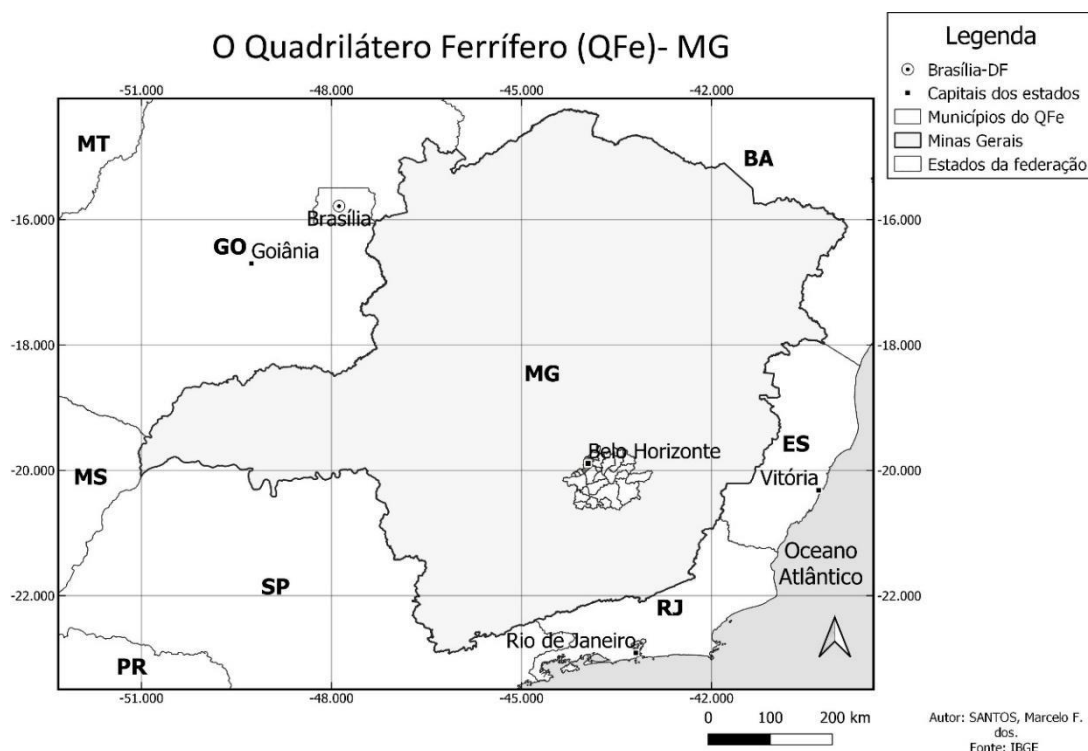 O Quadrilátero Ferrífero (QFe)- MG
Legenda
Brasília-DF
Capitais dos estados
Municípios do QFe
Minas Gerais
Estados da federação
-51.000 -48.000 -45.000 -42.000
MT
BA
Brasília
-16.000 -16.000
GO Goiânia
-18.000 -18.000
MG
Belo Horizonte
ES
-20.000 -20.000
MS
Vitória
Oceano
Atlântico
SP
-22.000 -22.000
RJ
Rio de Janeiro
PR
-51.000 -48.000 -45.000 -42.000
0 100 200 km
Autor: SANTOS, Marcelo F.
dos.
Fonte: IBGE